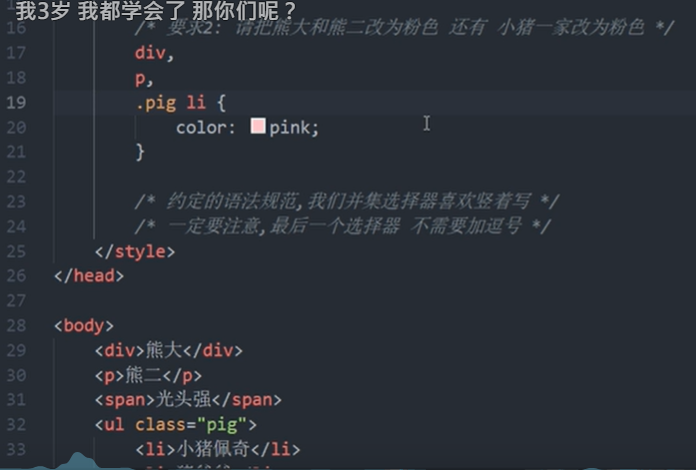 我3岁 我都学会了 那你们呢？
16 /* 要求2: 请把熊大和熊二改为粉色 还有 小猪一家改为粉色 */
17 div,
18 p,
19 .pig li {
20 color: pink;
21 }
22
23 /* 约定的语法规范,我们并集选择器喜欢竖着写 */
24 /* 一定要注意,最后一个选择器 不需要加逗号 */
25 </style>
26 </head>
27
28 <body>
29 <div>熊大</div>
30 <p>熊二</p>
31 <span>光头强</span>
32 <ul class="pig">
33 <li>小猪佩奇</li>